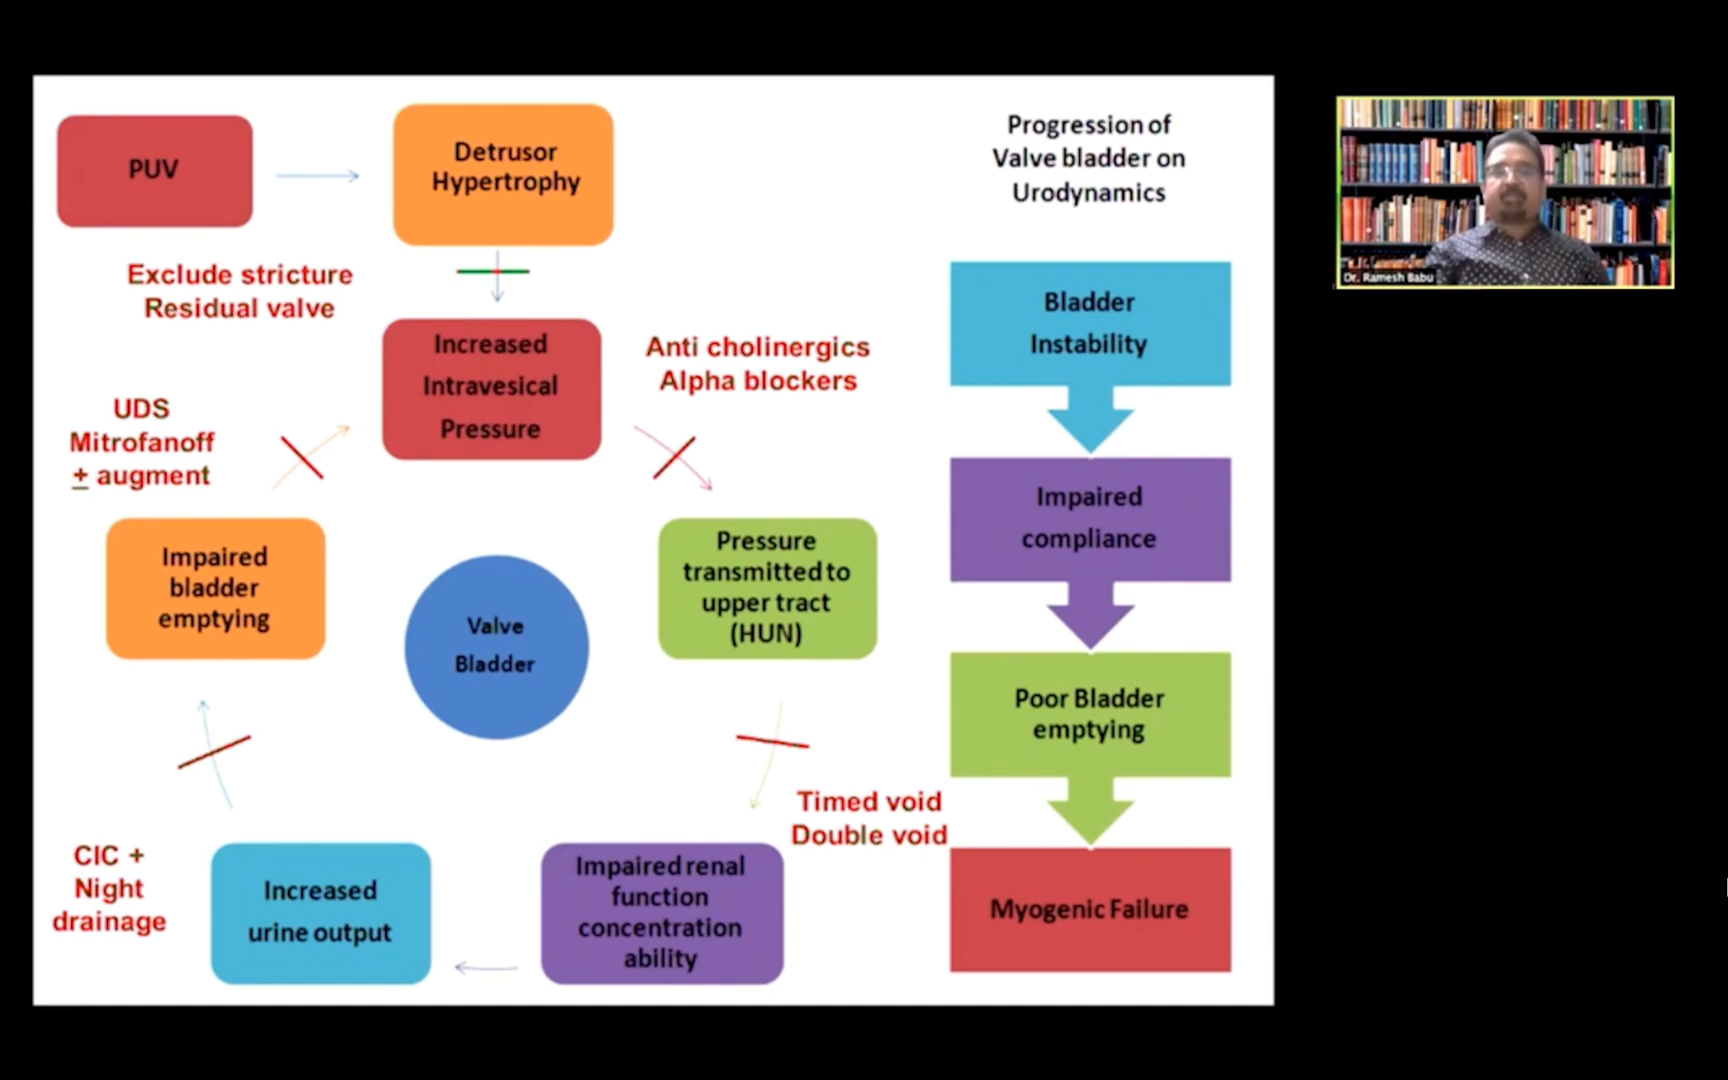 PUV
Detrusor
Hypertrophy
Progression of
Valve bladder on
Urodynamics
Exclude stricture
Residual valve
Increased
Intravesical
Pressure
Anti cholinergics
Alpha blockers
UDS
Mitrofanoff
+ augment
Impaired
bladder
emptying
Valve
Bladder
Pressure
transmitted to
upper tract
(HUN)
Timed void
Double void
CIC +
Night
drainage
Increased
urine output
Impaired renal
function
concentration
ability
Bladder
Instability
Impaired
compliance
Poor Bladder
emptying
Myogenic Failure
Dr. Ramesh Babu